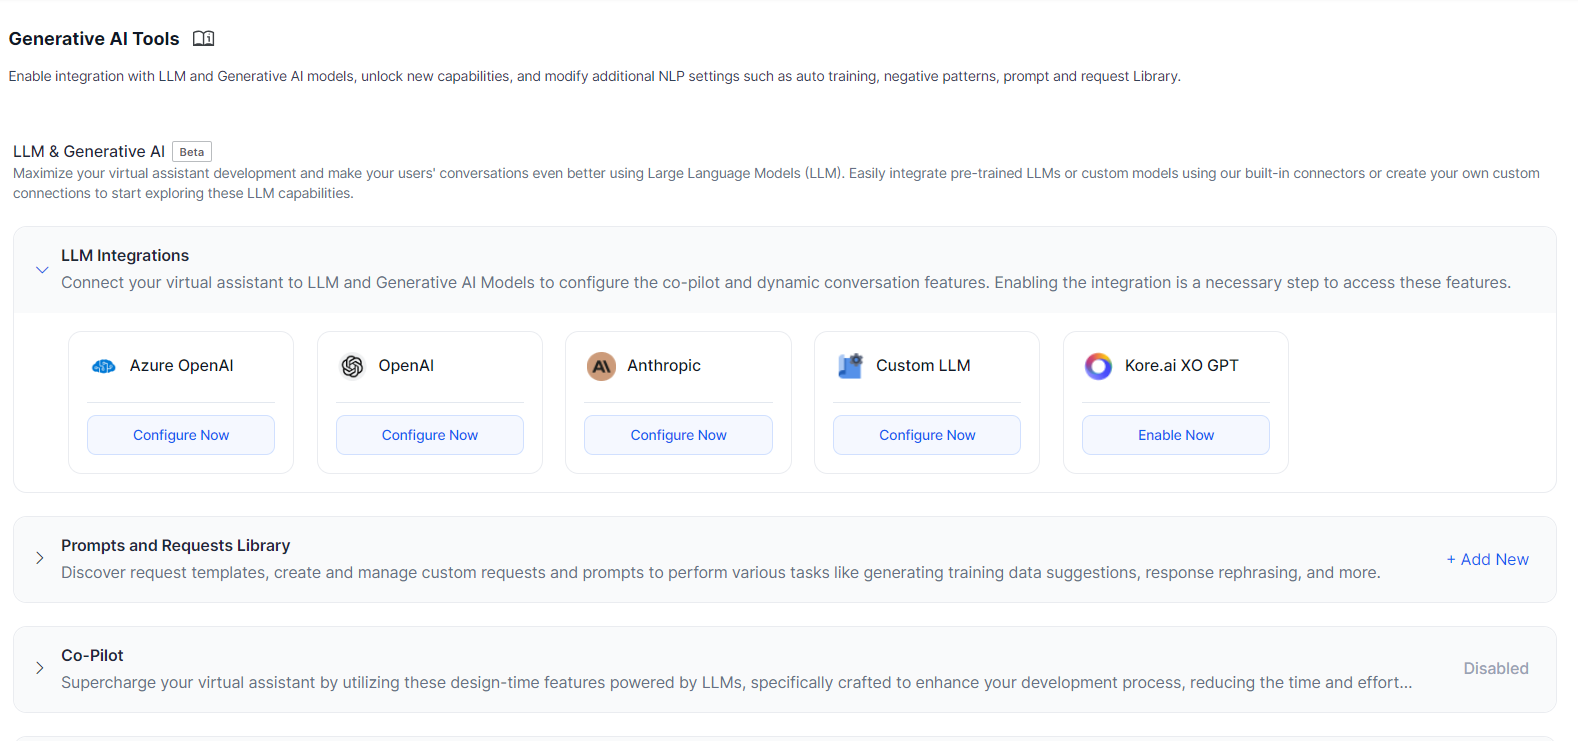 Generative AI Tools
Enable integration with LLM and Generative AI models, unlock new capabilities, and modify additional NLP settings such as auto training, negative patterns, prompt and request Library.
LLM & Generative AI Beta
Maximize your virtual assistant development and make your users' conversations even better using Large Language Models (LLM). Easily integrate pre-trained LLMs or custom models using our built-in connectors or create your own custom
connections to start exploring these LLM capabilities.
LLM Integrations
Connect your virtual assistant to LLM and Generative AI Models to configure the co-pilot and dynamic conversation features. Enabling the integration is a necessary step to access these features.
Azure OpenAI
Configure Now
OpenAI
Configure Now
Anthropic
Configure Now
Custom LLM
Configure Now
Kore.ai XO GPT
Enable Now
Prompts and Requests Library
Discover request templates, create and manage custom requests and prompts to perform various tasks like generating training data suggestions, response rephrasing, and more.
+ Add New
Co-Pilot
Supercharge your virtual assistant by utilizing these design-time features powered by LLMs, specifically crafted to enhance your development process, reducing the time and effort...
Disabled